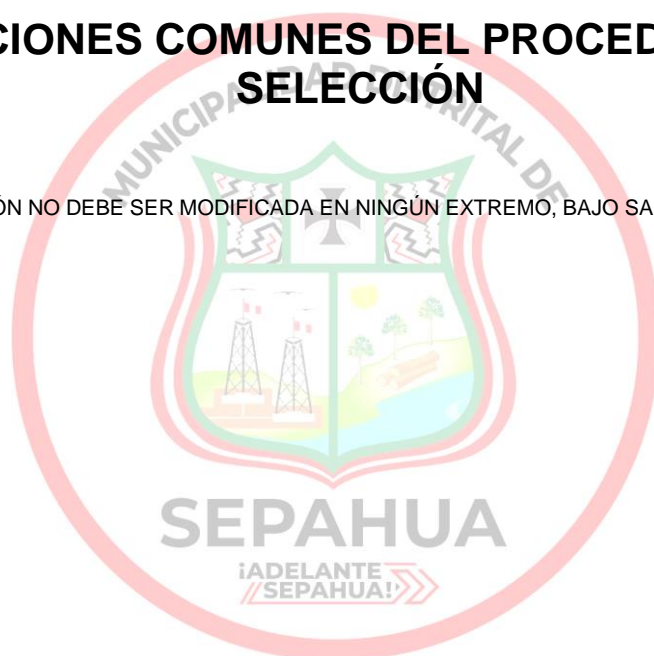 CIONES COMUNES DEL PROCED
SELECCIÓN
MUNICIPALIDAD DISTRITAL DE
ÓN NO DEBE SER MODIFICADA EN NINGÚN EXTREMO, BAJO SA
SEPAHUA
¡ADELANTE
SEPAHUA!